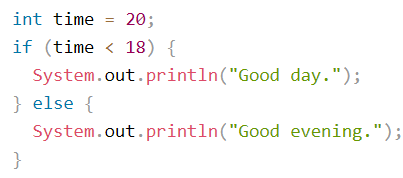 int time = 20;
if (time < 18) {
  System.out.println("Good day.");
} else {
  System.out.println("Good evening.");
}